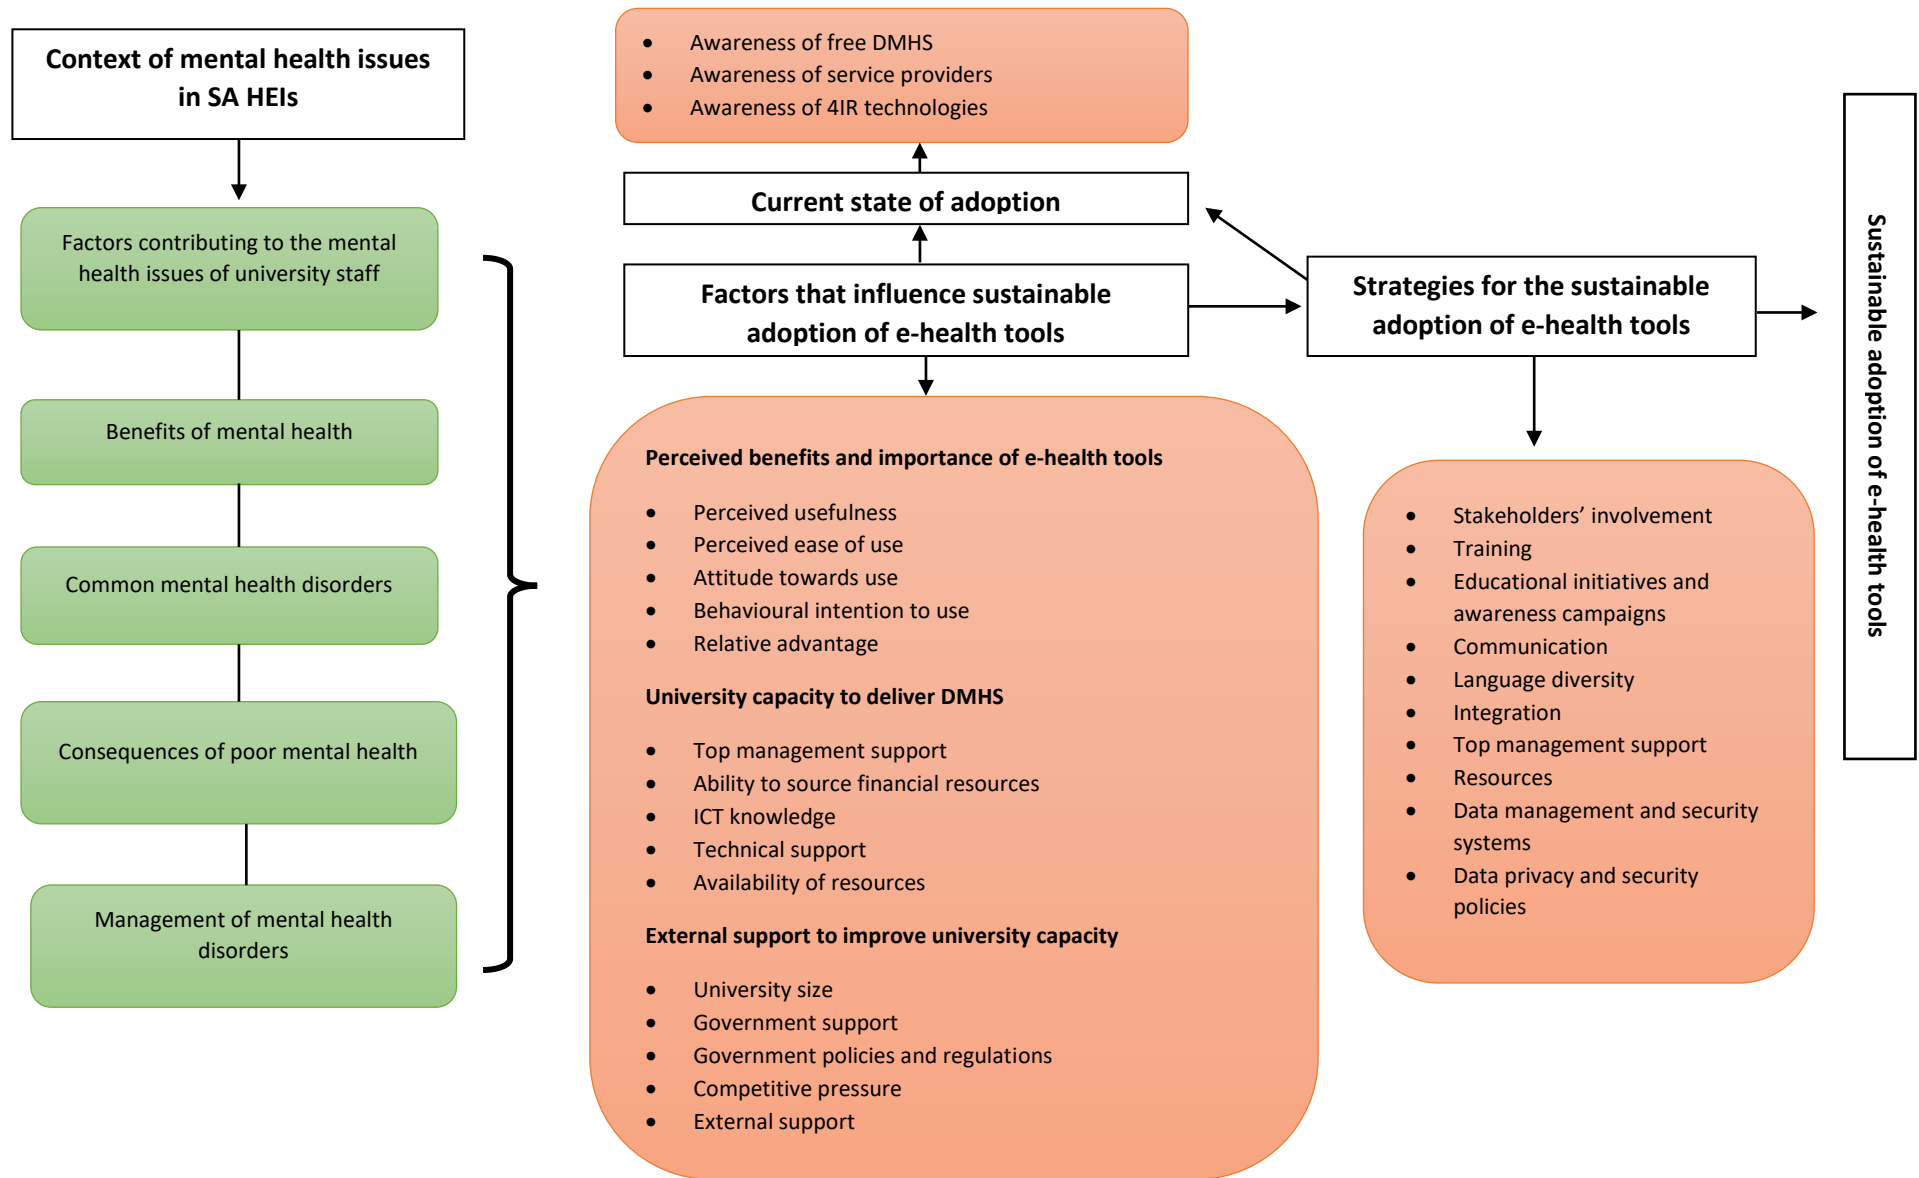 Context of mental health issues
in SA HEIs
Factors contributing to the mental
health issues of university staff
Benefits of mental health
Common mental health disorders
Consequences of poor mental health
Management of mental health
disorders
• Awareness of free DMHS
• Awareness of service providers
• Awareness of 4IR technologies
Current state of adoption
Factors that influence sustainable
adoption of e-health tools
Perceived benefits and importance of e-health tools
• Perceived usefulness
• Perceived ease of use
• Attitude towards use
• Behavioural intention to use
• Relative advantage
University capacity to deliver DMHS
• Top management support
• Ability to source financial resources
• ICT knowledge
• Technical support
• Availability of resources
External support to improve university capacity
• University size
• Government support
• Government policies and regulations
• Competitive pressure
• External support
Strategies for the sustainable
adoption of e-health tools
• Stakeholders’ involvement
• Training
• Educational initiatives and
awareness campaigns
• Communication
• Language diversity
• Integration
• Top management support
• Resources
• Data management and security
systems
• Data privacy and security
policies
Sustainable adoption of e-health tools